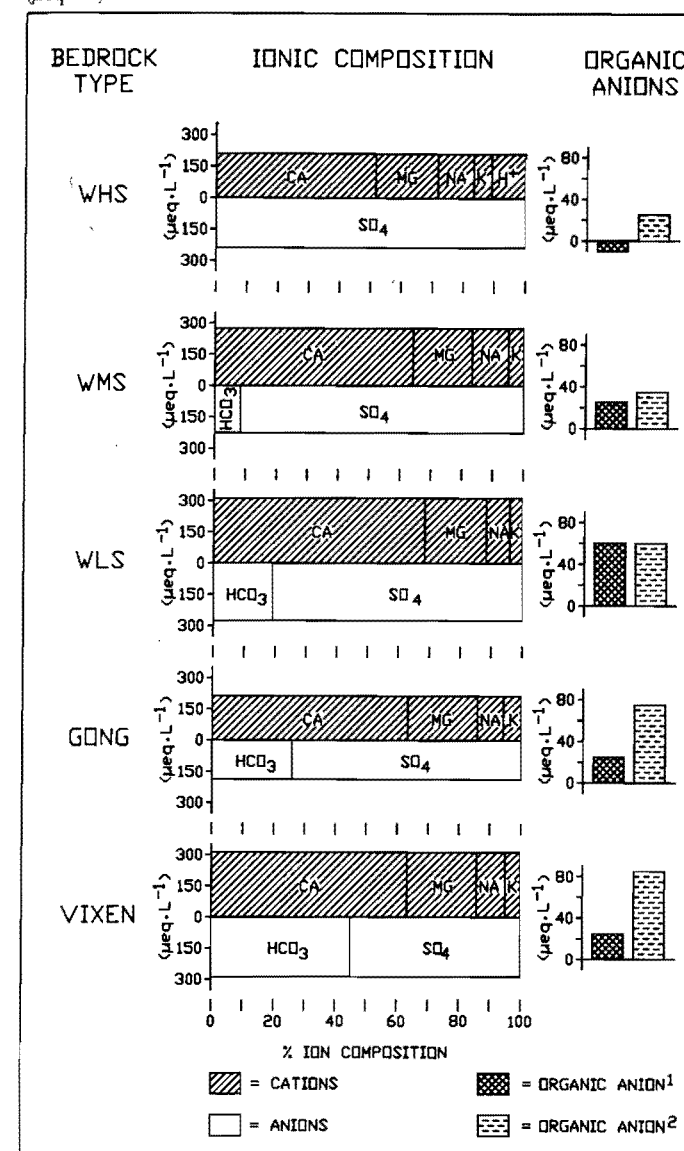 BEDROCK TYPE IONIC COMPOSITION ORGANIC ANIONS
WHS
300
150
0
150
300
(µeq·L⁻¹)
CA MG NA K H⁺
SO₄
80
40
0
(µeq·L⁻¹)
WMS
300
150
0
150
300
(µeq·L⁻¹)
CA MG NA K
HCO₃ SO₄
80
40
0
(µeq·L⁻¹)
WLS
300
150
0
150
300
(µeq·L⁻¹)
CA MG NA K
HCO₃ SO₄
80
40
0
(µeq·L⁻¹)
GONG
300
150
0
150
300
(µeq·L⁻¹)
CA MG NA K
HCO₃ SO₄
80
40
0
(µeq·L⁻¹)
VIXEN
300
150
0
150
300
(µeq·L⁻¹)
CA MG NA K
HCO₃ SO₄
80
40
0
(µeq·L⁻¹)
0 20 40 60 80 100
% ION COMPOSITION
= CATIONS = ORGANIC ANION¹
= ANIONS = ORGANIC ANION²